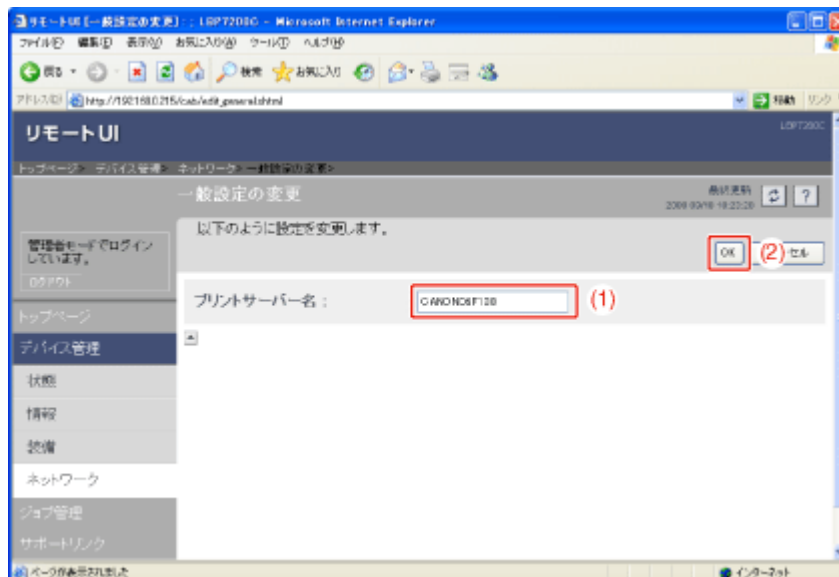 リモートUI [一般設定の変更] : : LBP7200C - Microsoft Internet Explorer
ファイル(F) 編集(E) 表示(V) お気に入り(A) ツール(T) ヘルプ(H)
戻る 検索 お気に入り
アドレス(D) http://192.168.0.215/cab/edit_general.shtml 移動 リンク
リモートUI
LBP7200C
トップページ> デバイス管理> ネットワーク> 一般設定の変更>
一般設定の変更
最終更新
?
以下のように設定を変更します。
管理者モードでログイン
しています。
OK (2) セル
ログアウト
プリントサーバー名 : (1)
トップページ
デバイス管理
状態
情報
装備
ネットワーク
ジョブ管理
サポートリンク
ページが表示されました インターネット